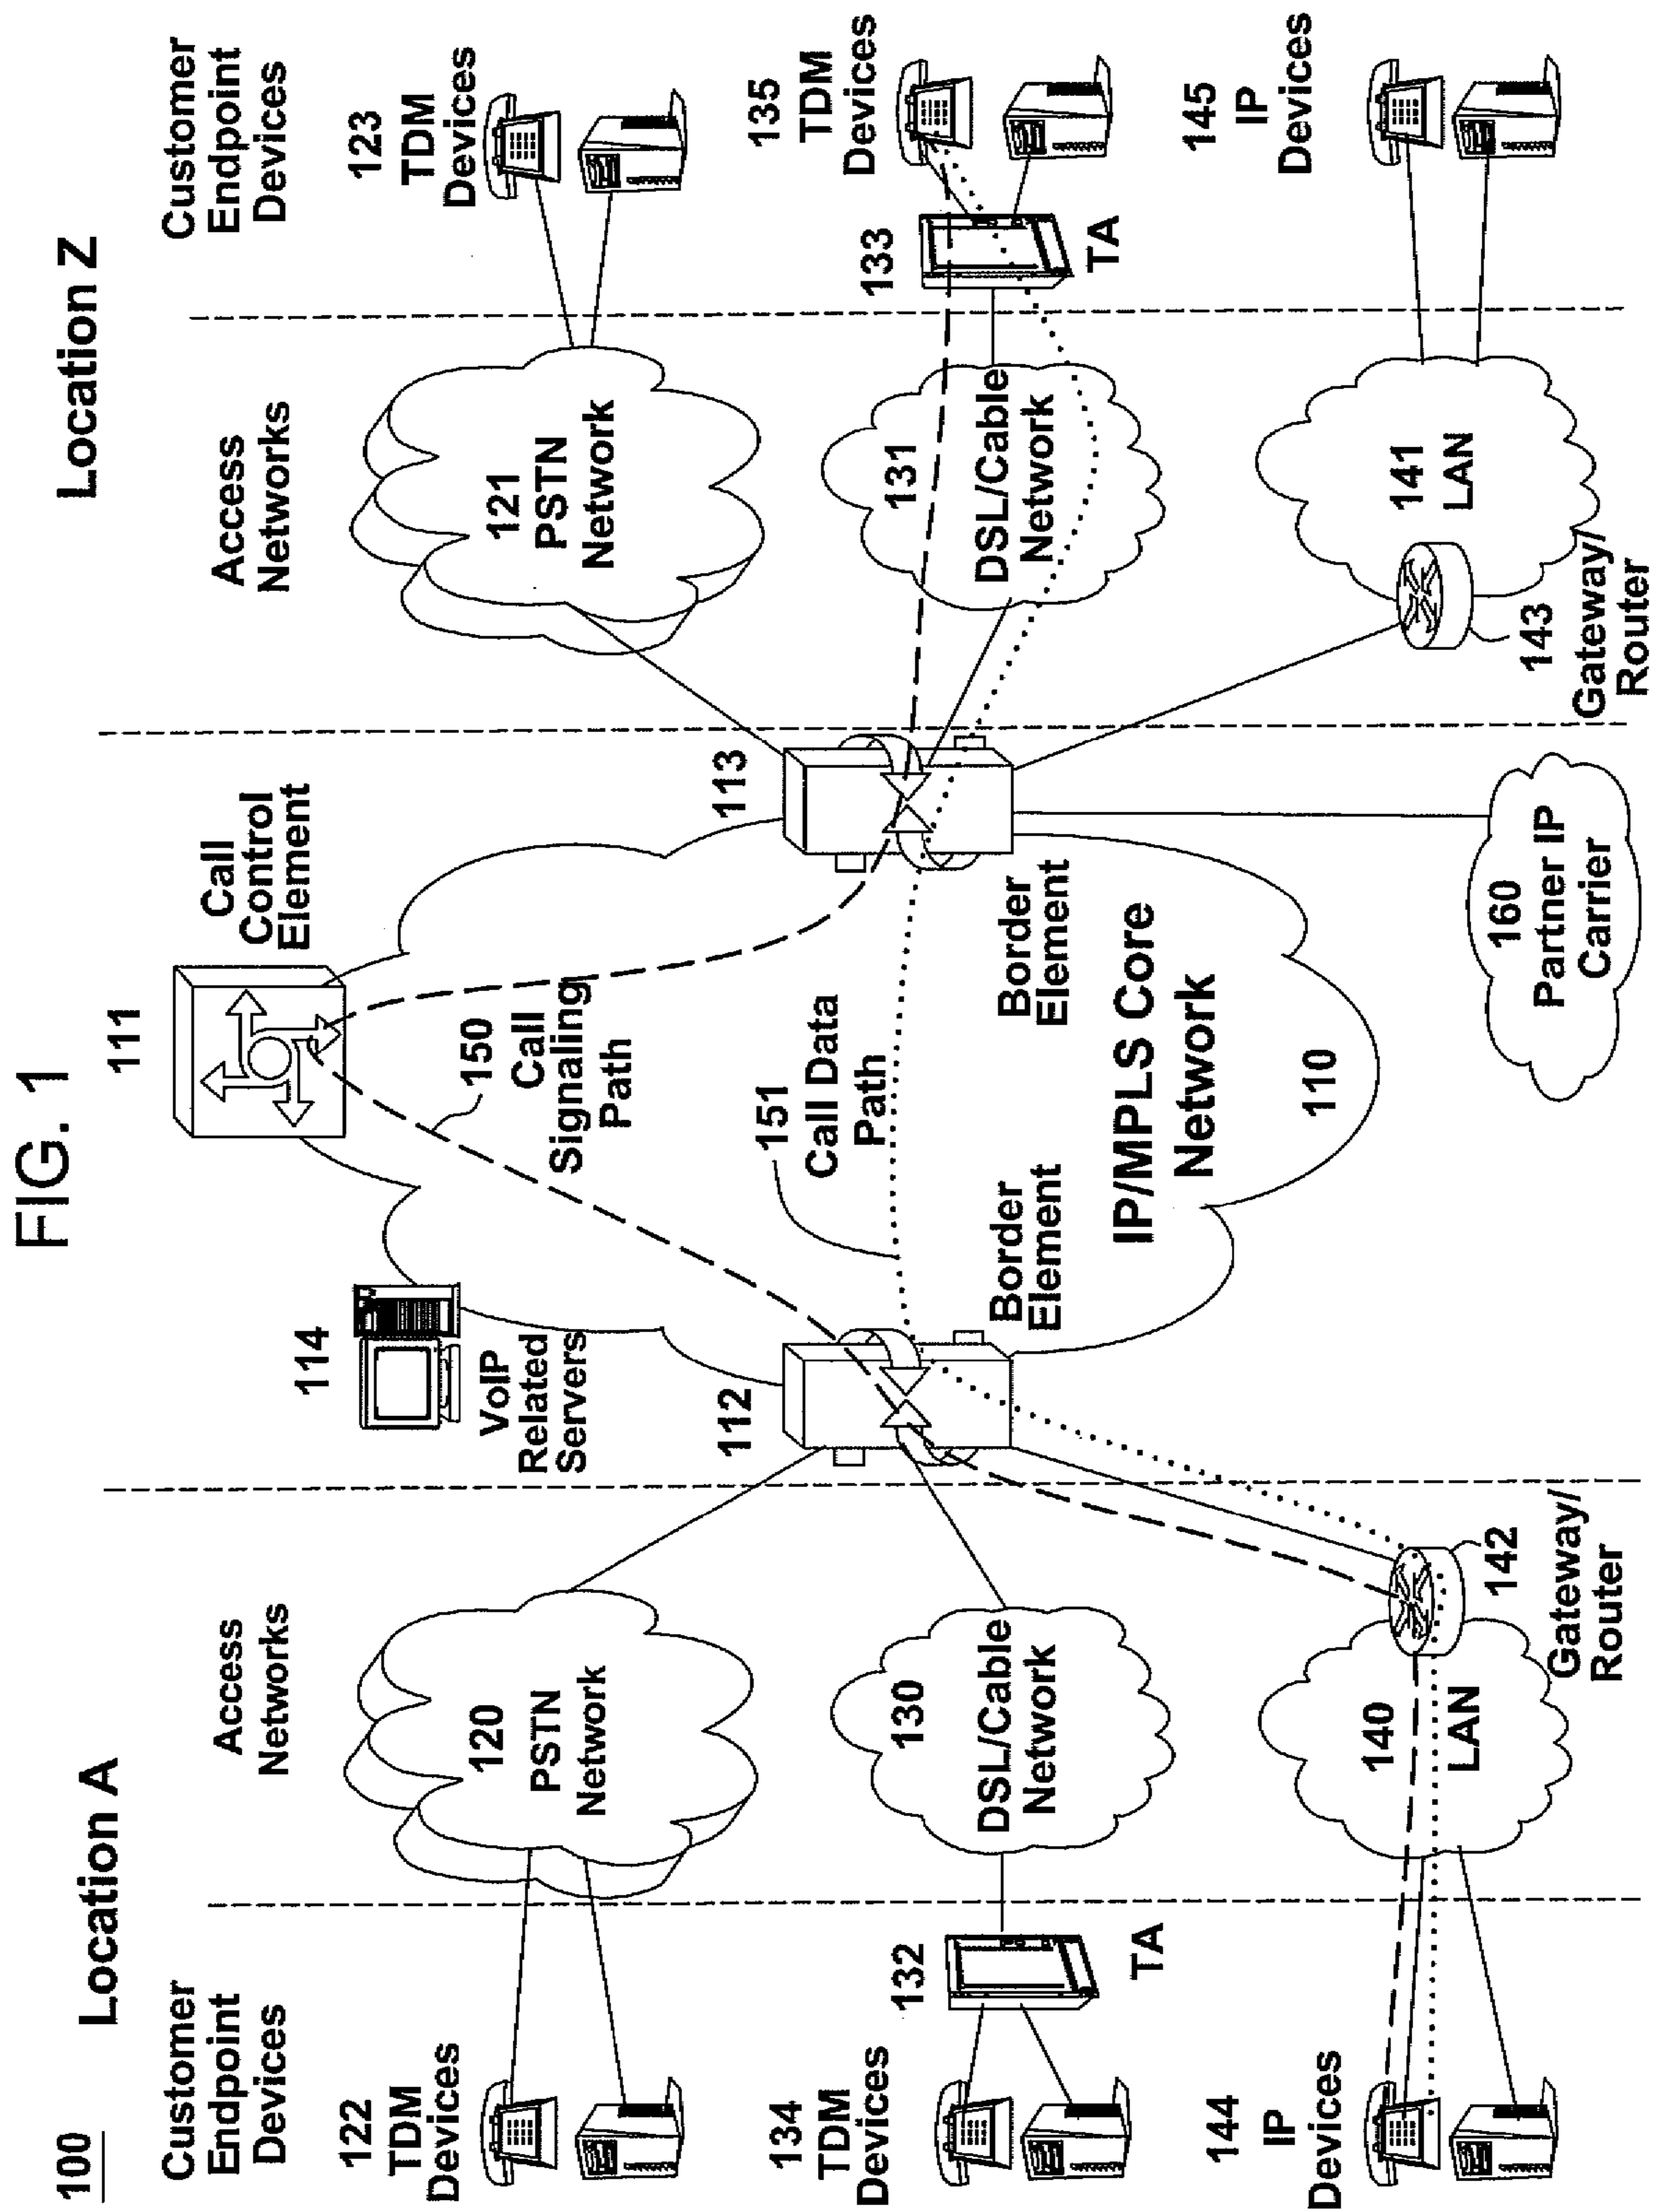 FIG. 1
100
Location A
Location Z
Customer
Endpoint
Devices
Access
Networks
114
VoIP
Related
Servers
111
Call
Control
Element
Access
Networks
Customer
Endpoint
Devices
122
TDM
Devices
120
PSTN
Network
150
Call
Signaling
Path
121
PSTN
Network
123
TDM
Devices
134
TDM
Devices
132
TA
130
DSL/Cable
Network
112
Border
Element
151
Call Data
Path
113
Border
Element
131
DSL/Cable
Network
133
TA
135
TDM
Devices
IP/MPLS Core
Network
110
144
IP
Devices
140
LAN
142
Gateway/
Router
160
Partner IP
Carrier
143
Gateway/
Router
141
LAN
145
IP
Devices